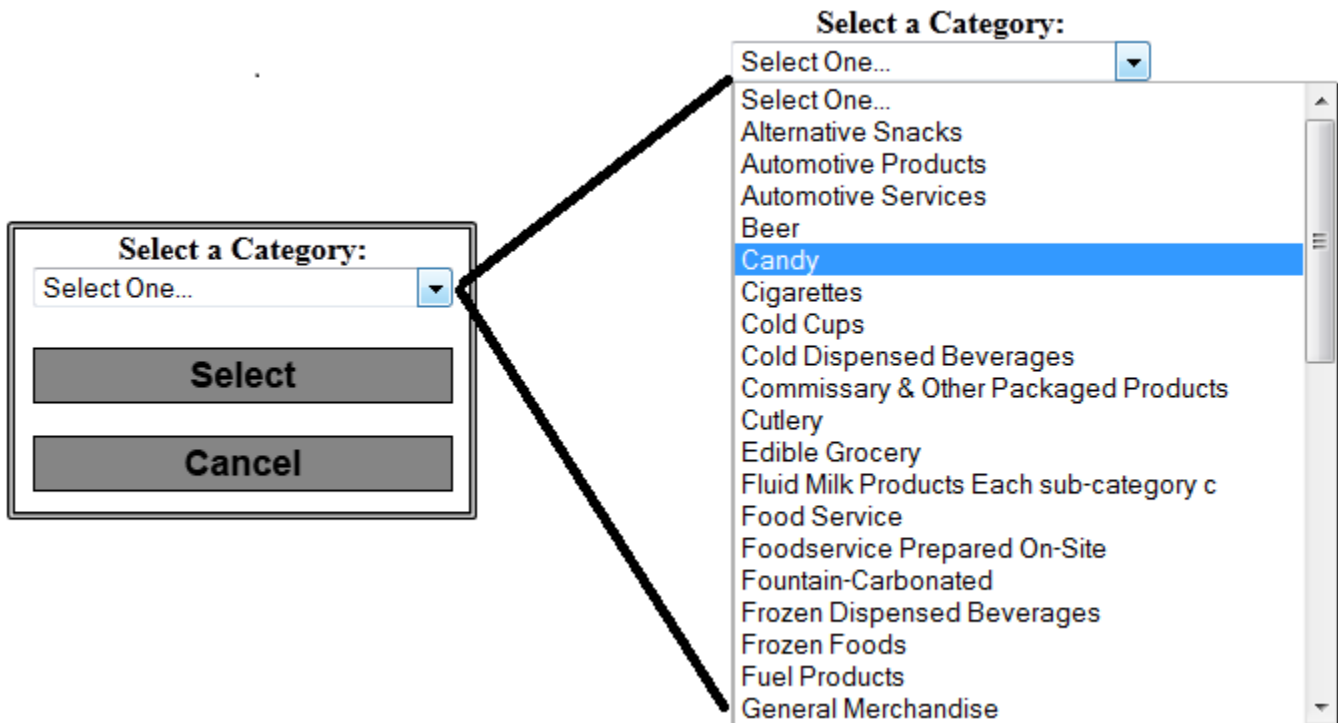 Select a Category:
Select One...
Select
Cancel
Select a Category:
Select One...
Select One...
Alternative Snacks
Automotive Products
Automotive Services
Beer
Candy
Cigarettes
Cold Cups
Cold Dispensed Beverages
Commissary & Other Packaged Products
Cutlery
Edible Grocery
Fluid Milk Products Each sub-category c
Food Service
Foodservice Prepared On-Site
Fountain-Carbonated
Frozen Dispensed Beverages
Frozen Foods
Fuel Products
General Merchandise